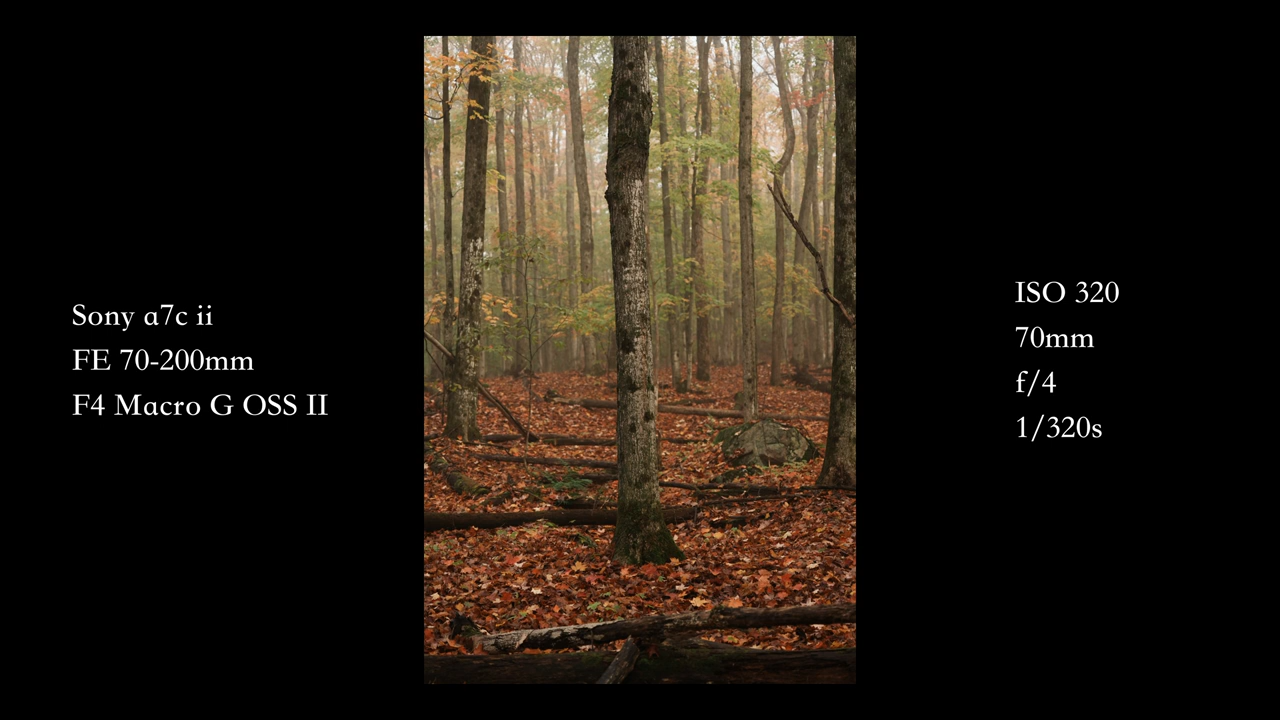 Sony a7c ii
FE 70-200mm
F4 Macro G OSS II
ISO 320
70mm
f/4
1/320s